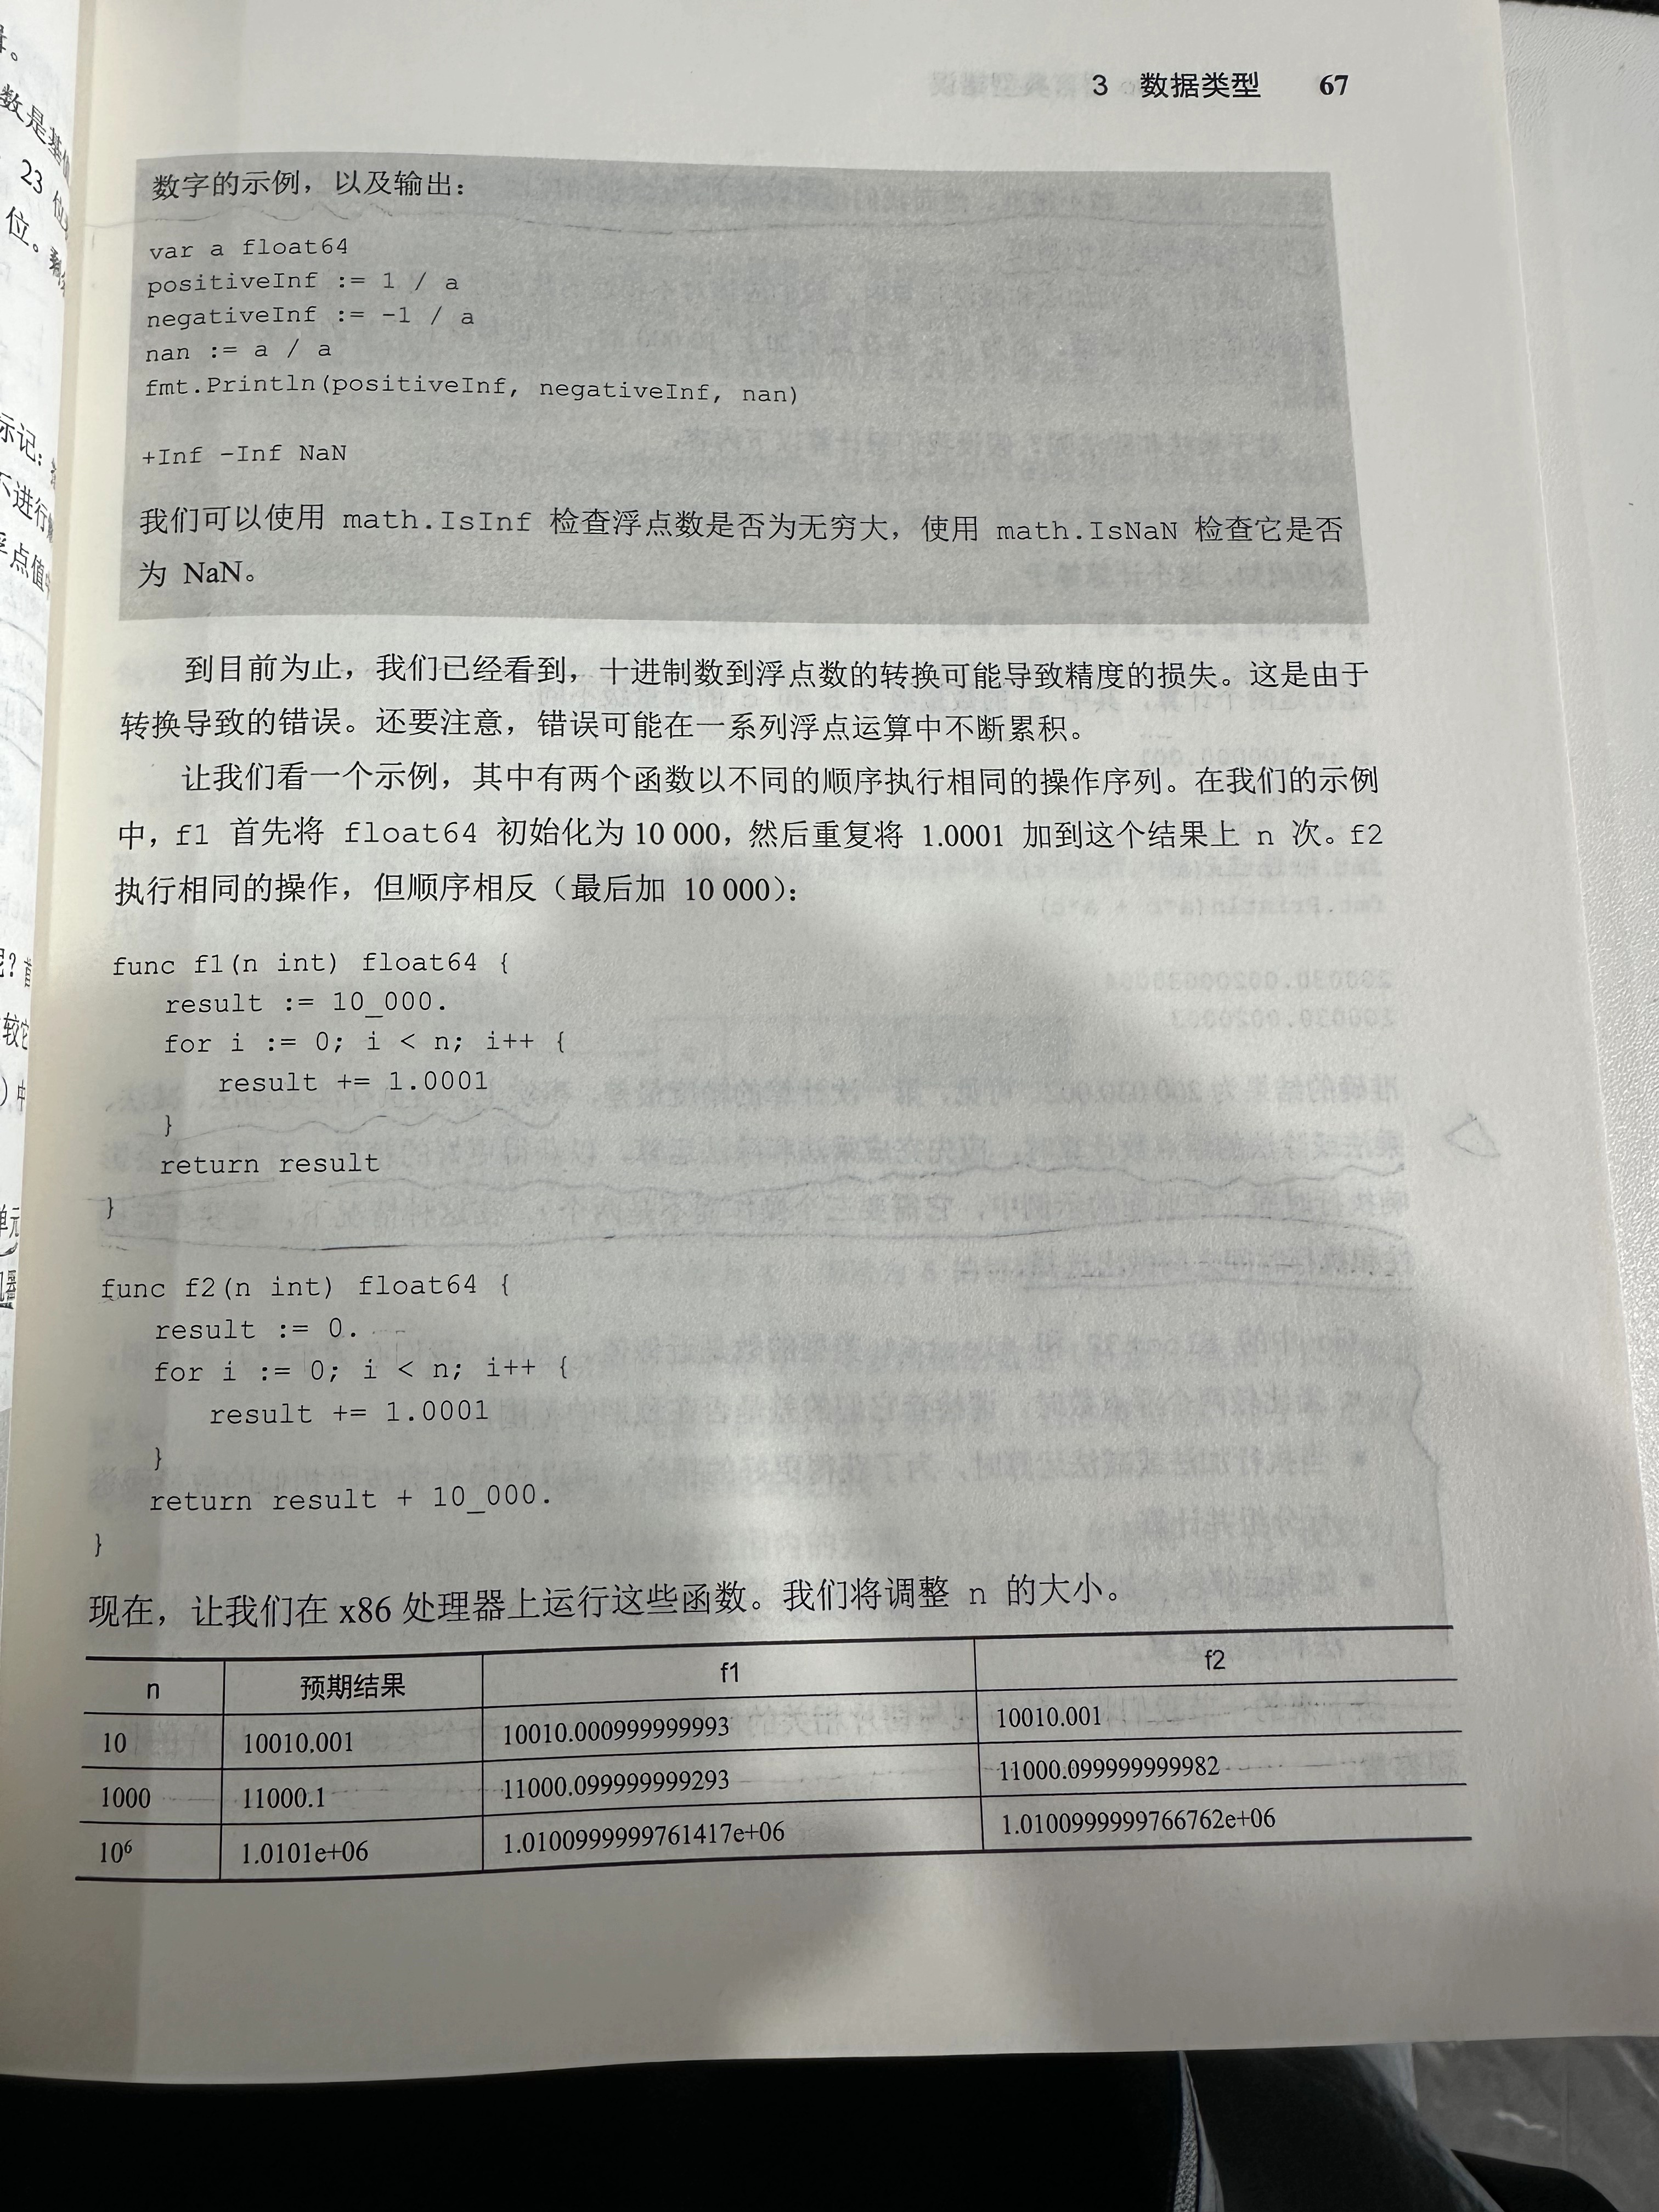 3 数据类型 67
数字的示例，以及输出：
var a float64
positiveInf := 1 / a
negativeInf := -1 / a
nan := a / a
fmt.Println(positiveInf, negativeInf, nan)
+Inf -Inf NaN
我们可以使用 math.IsInf 检查浮点数是否为无穷大，使用 math.IsNaN 检查它是否
为 NaN。
到目前为止，我们已经看到，十进制数到浮点数的转换可能导致精度的损失。这是由于
转换导致的错误。还要注意，错误可能在一系列浮点运算中不断累积。
让我们看一个示例，其中有两个函数以不同的顺序执行相同的操作序列。在我们的示例
中，f1 首先将 float64 初始化为 10 000，然后重复将 1.0001 加到这个结果上 n 次。f2
执行相同的操作，但顺序相反（最后加 10 000）：
func f1(n int) float64 {
result := 10_000.
for i := 0; i < n; i++ {
result += 1.0001
}
return result
}
func f2(n int) float64 {
result := 0.
for i := 0; i < n; i++ {
result += 1.0001
}
return result + 10_000.
}
现在，让我们在 x86 处理器上运行这些函数。我们将调整 n 的大小。
n 预期结果 f1 f2
10 10010.001 10010.000999999993 10010.001
1000 11000.1 11000.099999999293 11000.099999999982
10⁶ 1.0101e+06 1.0100999999761417e+06 1.0100999999766762e+06